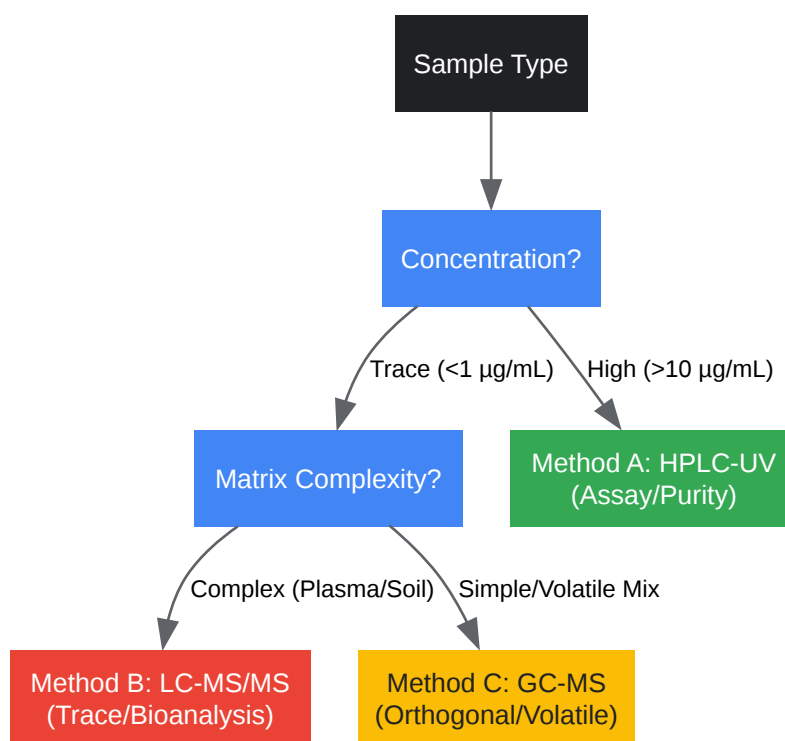 Sample Type
Concentration?
Trace (<1 µg/mL)
High (>10 µg/mL)
Matrix Complexity?
Method A: HPLC-UV
(Assay/Purity)
Complex (Plasma/Soil)
Simple/Volatile Mix
Method B: LC-MS/MS
(Trace/Bioanalysis)
Method C: GC-MS
(Orthogonal/Volatile)